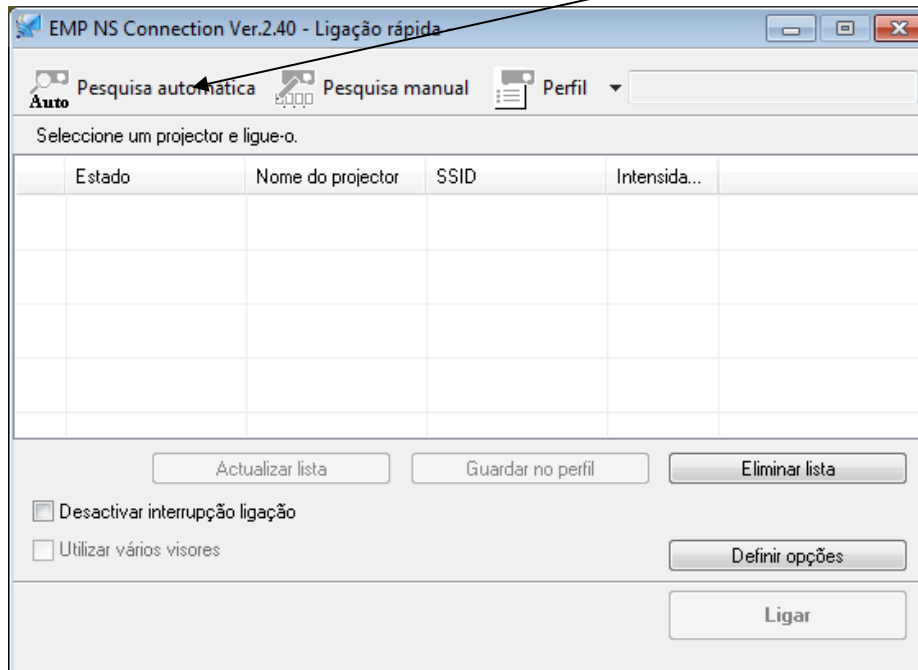 EMP NS Connection Ver.2.40 - Ligação rápida
Auto Pesquisa automática Pesquisa manual Perfil
Seleccione um projector e ligue-o.
Estado Nome do projector SSID Intensida...
Actualizar lista Guardar no perfil Eliminar lista
Desactivar interrupção ligação
Utilizar vários visores
Definir opções
Ligar